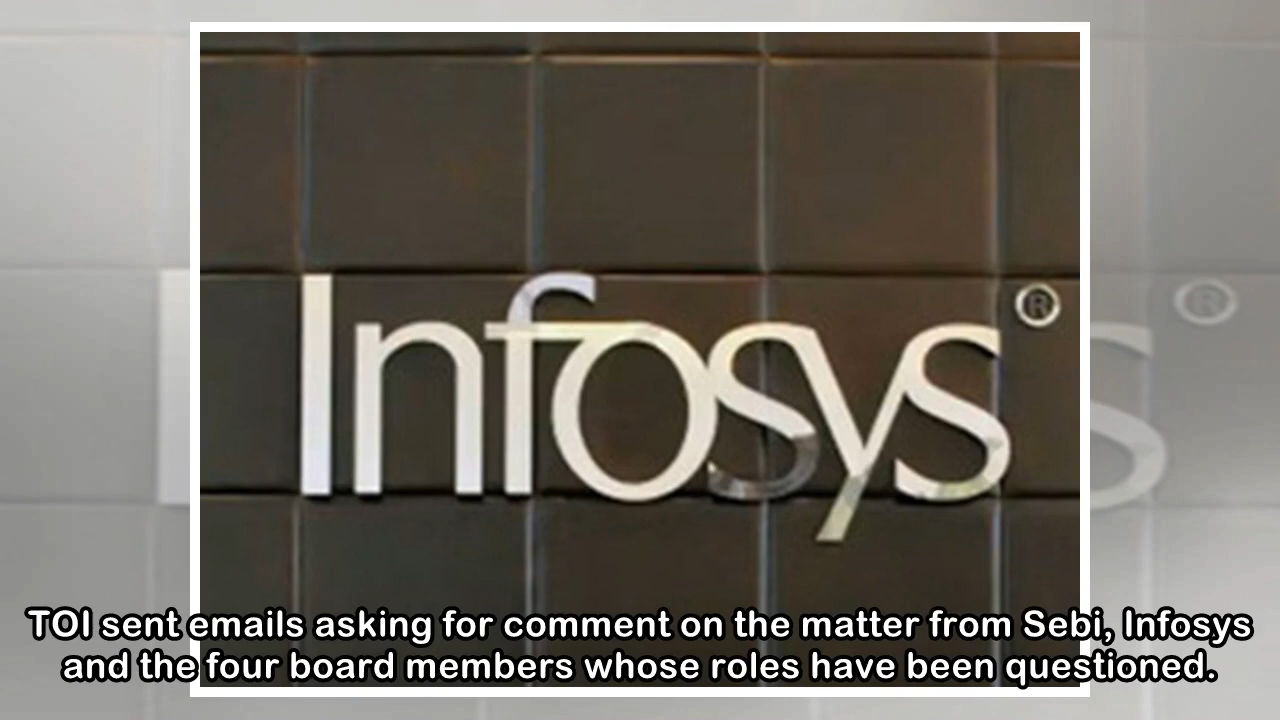 Infosys®
®
s
TOI sent emails asking for comment on the matter from Sebi, Infosys
and the four board members whose roles have been questioned.